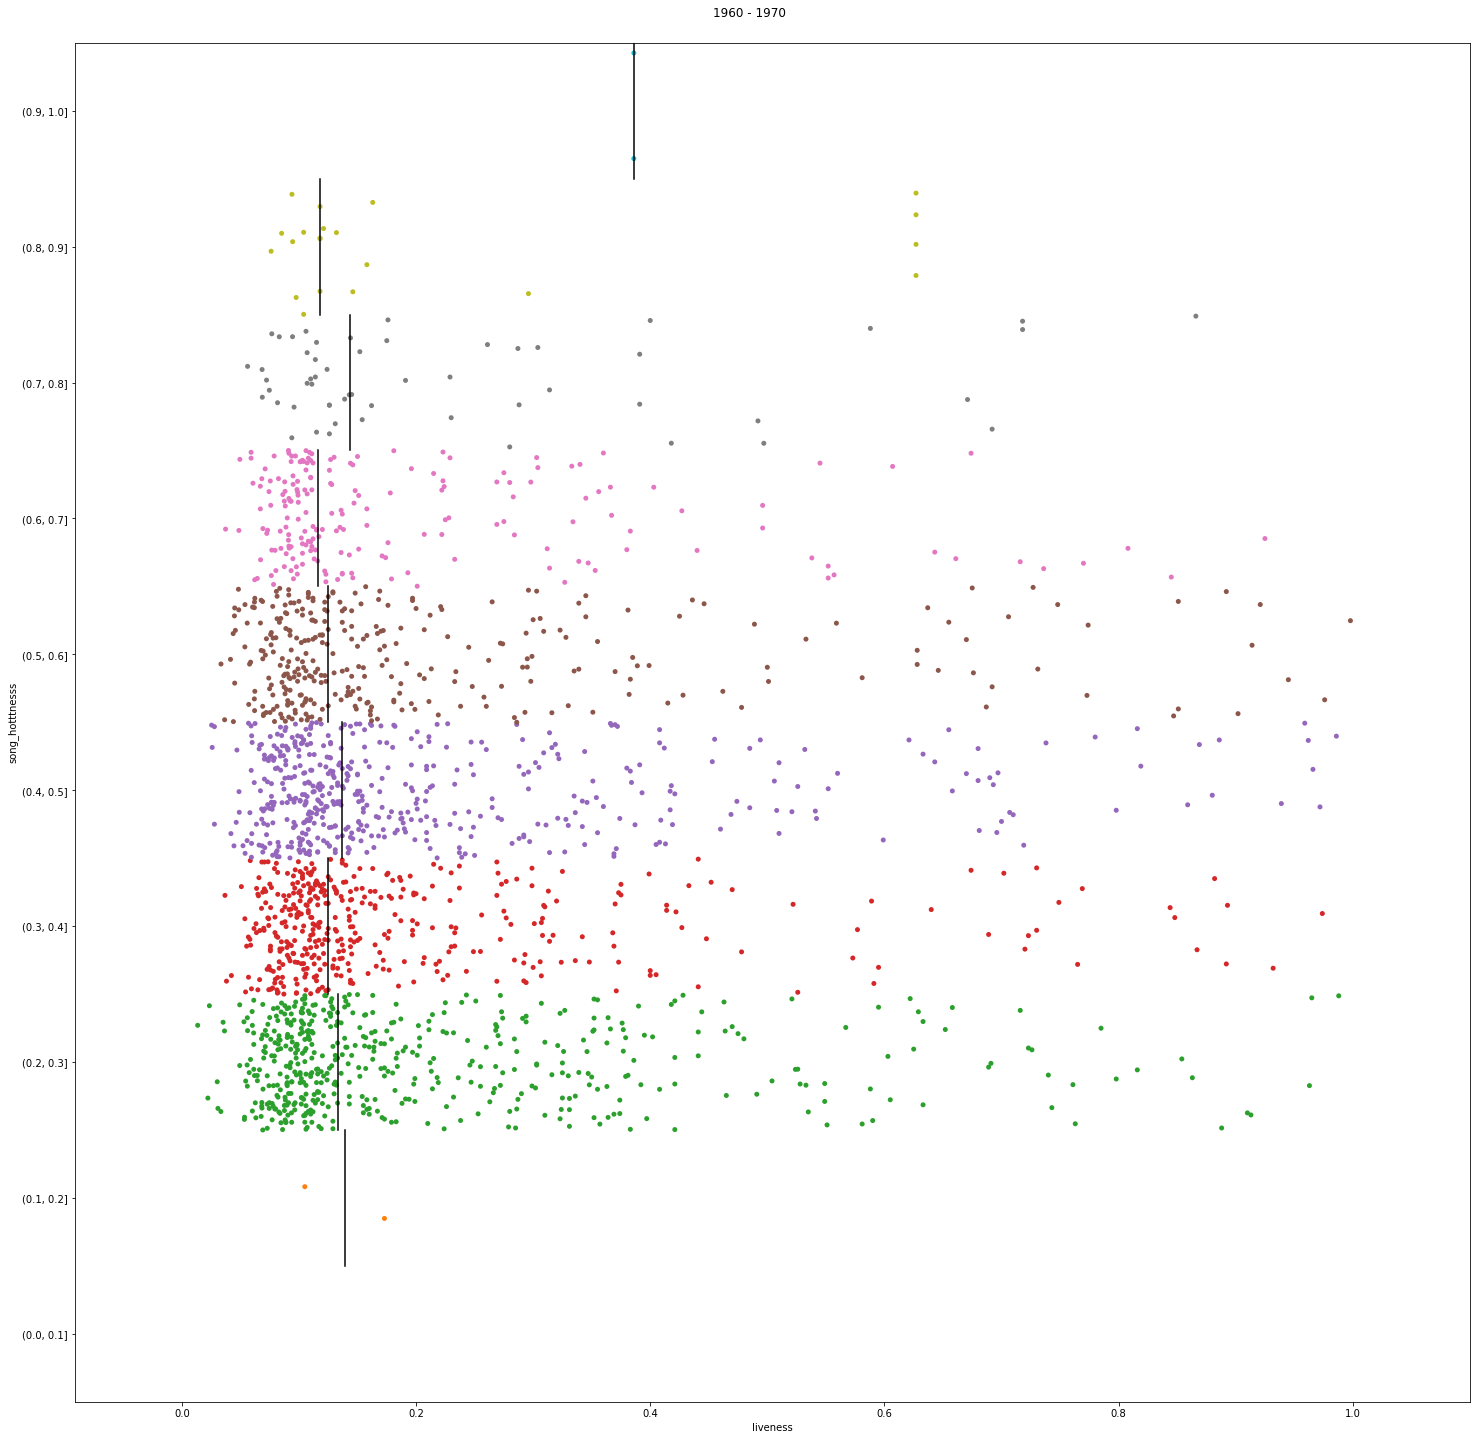 1960 - 1970
(0.9, 1.0]
(0.8, 0.9]
(0.7, 0.8]
(0.6, 0.7]
(0.5, 0.6]
song_hotttnesss
(0.4, 0.5]
(0.3, 0.4]
(0.2, 0.3]
(0.1, 0.2]
(0.0, 0.1]
0.0 0.2 0.4 0.6 0.8 1.0
liveness